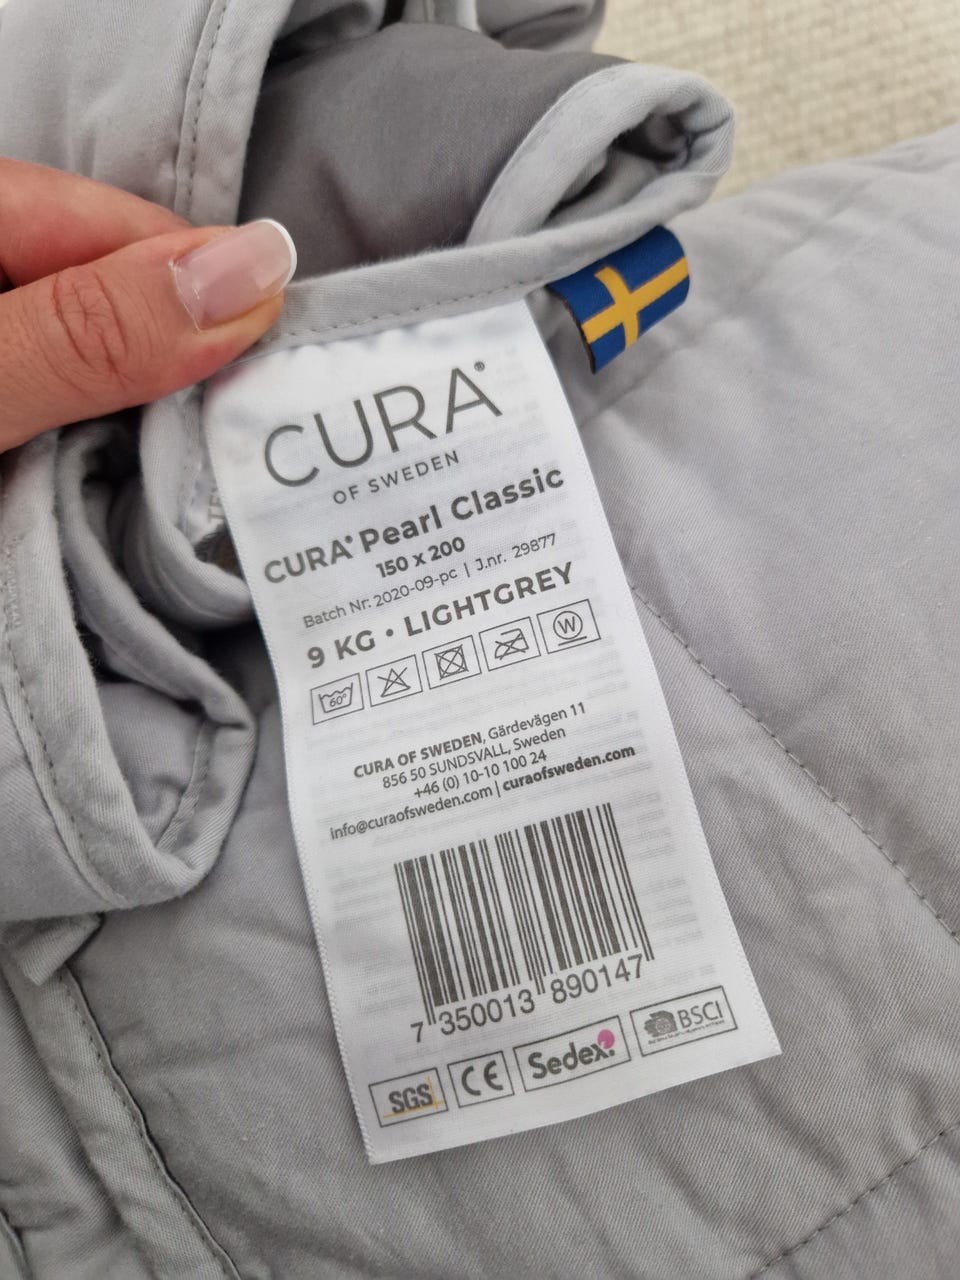 CURA®
OF SWEDEN
CURA® Pearl Classic
150 x 200
Batch Nr: 2020-09-pc | J.nr. 29877
9 KG • LIGHTGREY
60°
W
CURA OF SWEDEN, Gärdevägen 11
856 50 SUNDSVALL, Sweden
+46 (0) 10-10 100 24
info@curaofsweden.com | curaofsweden.com
7 350013 890147
SGS
CE
Sedex
BSCI